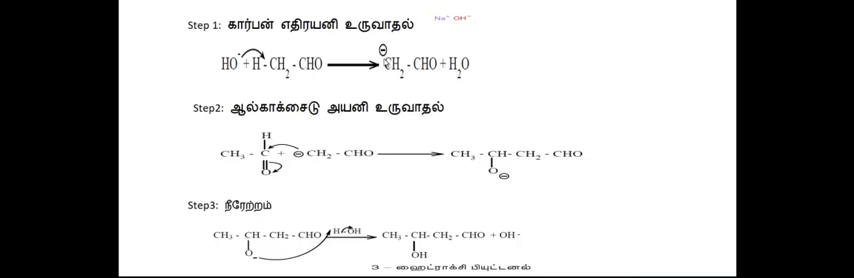 Na⁺ OH⁻
Step 1: கார்பன் எதிரயனி உருவாதல்
HO⁻ + H - CH₂ - CHO ⟶ ⊖CH₂ - CHO + H₂O
Step2: ஆல்காக்சைடு அயனி உருவாதல்
H
CH₃ - C + ⊖CH₂ - CHO ⟶ CH₃ - CH - CH₂ - CHO
O O⊖
Step3: நீரேற்றம்
CH₃ - CH - CH₂ - CHO H - OH ⟶ CH₃ - CH - CH₂ - CHO + OH⁻
O⁻ OH
3 – ஹைட்ராக்சி பியுட்டனல்